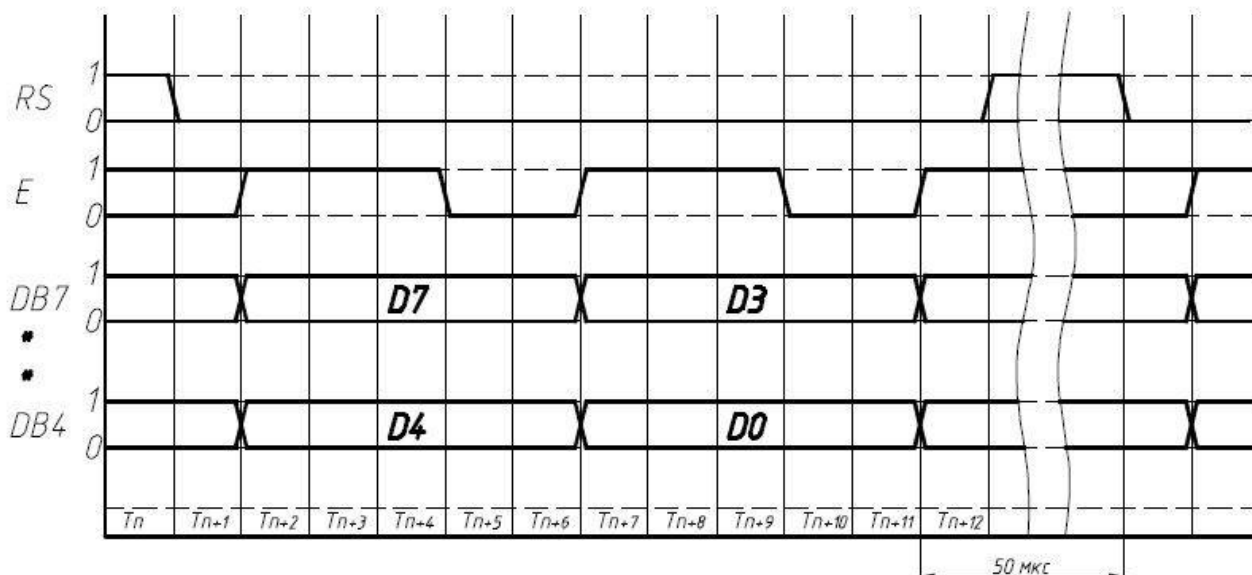 RS 1
0
E 1
0
DB7 1 D7 D3
0
#
#
DB4 1 D4 D0
0
Tn Tn+1 Tn+2 Tn+3 Tn+4 Tn+5 Tn+6 Tn+7 Tn+8 Tn+9 Tn+10 Tn+11 Tn+12
50 мкс